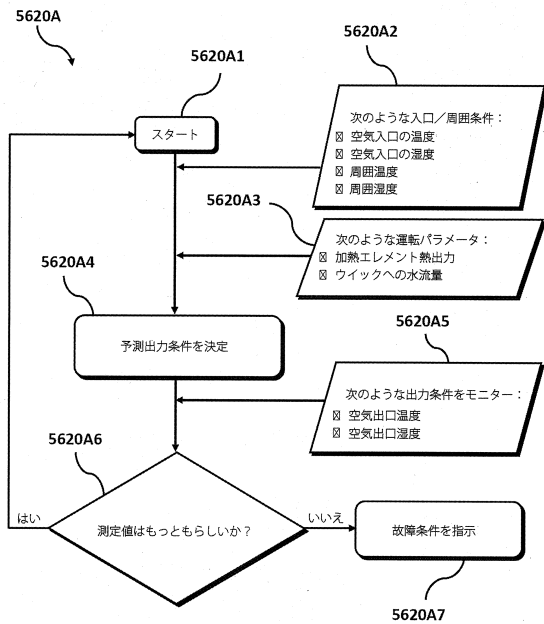 5620A
5620A1
スタート
5620A2
次のような入口／周囲条件：
空気入口の温度
空気入口の湿度
周囲温度
周囲湿度
5620A3
次のような運転パラメータ：
加熱エレメント熱出力
ウイックへの水流量
5620A4
予測出力条件を決定
5620A5
次のような出力条件をモニター：
空気出口温度
空気出口湿度
5620A6
測定値はもっともらしいか？
はい
いいえ
故障条件を指示
5620A7